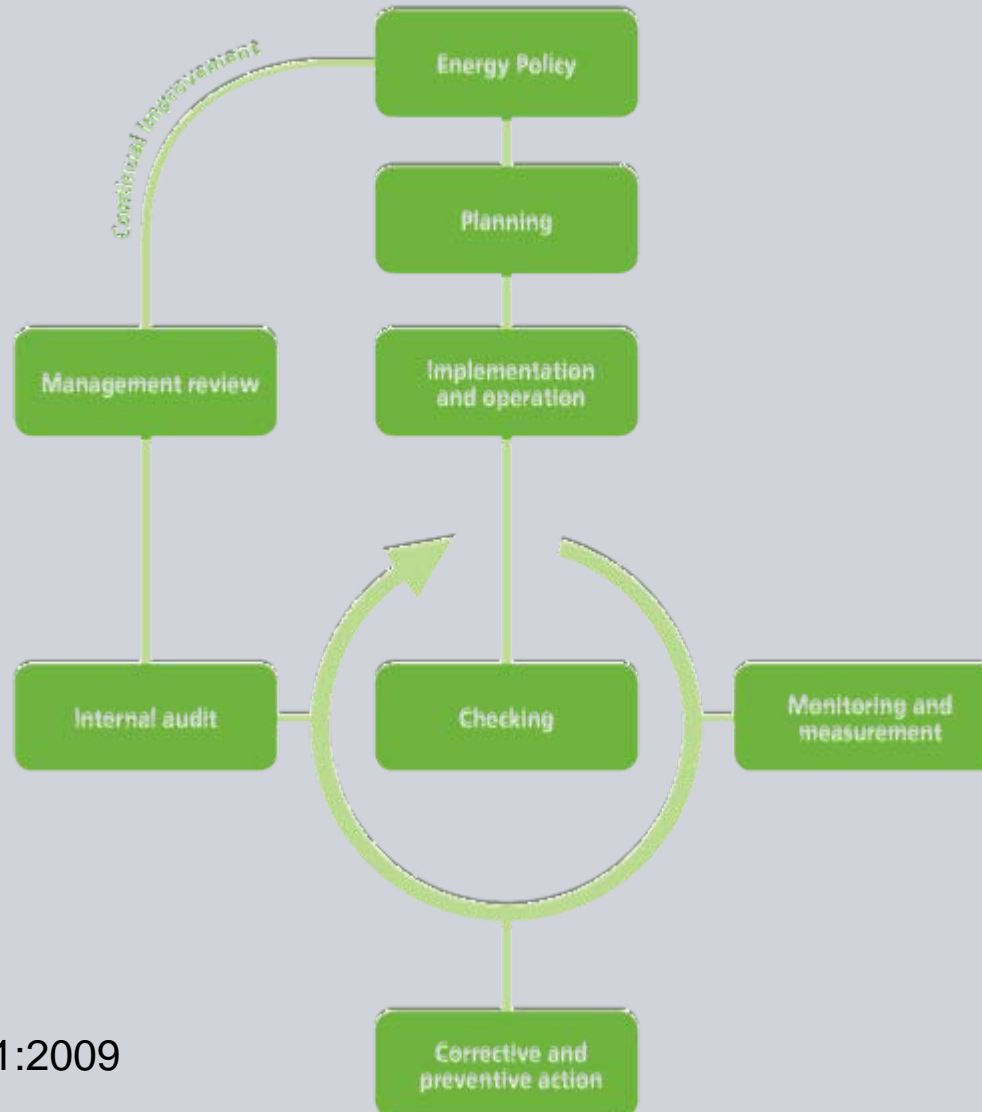 Continual improvement
Energy Policy
Planning
Management review
Implementation
and operation
Internal audit
Checking
Monitoring and
measurement
Corrective and
preventive action
1:2009